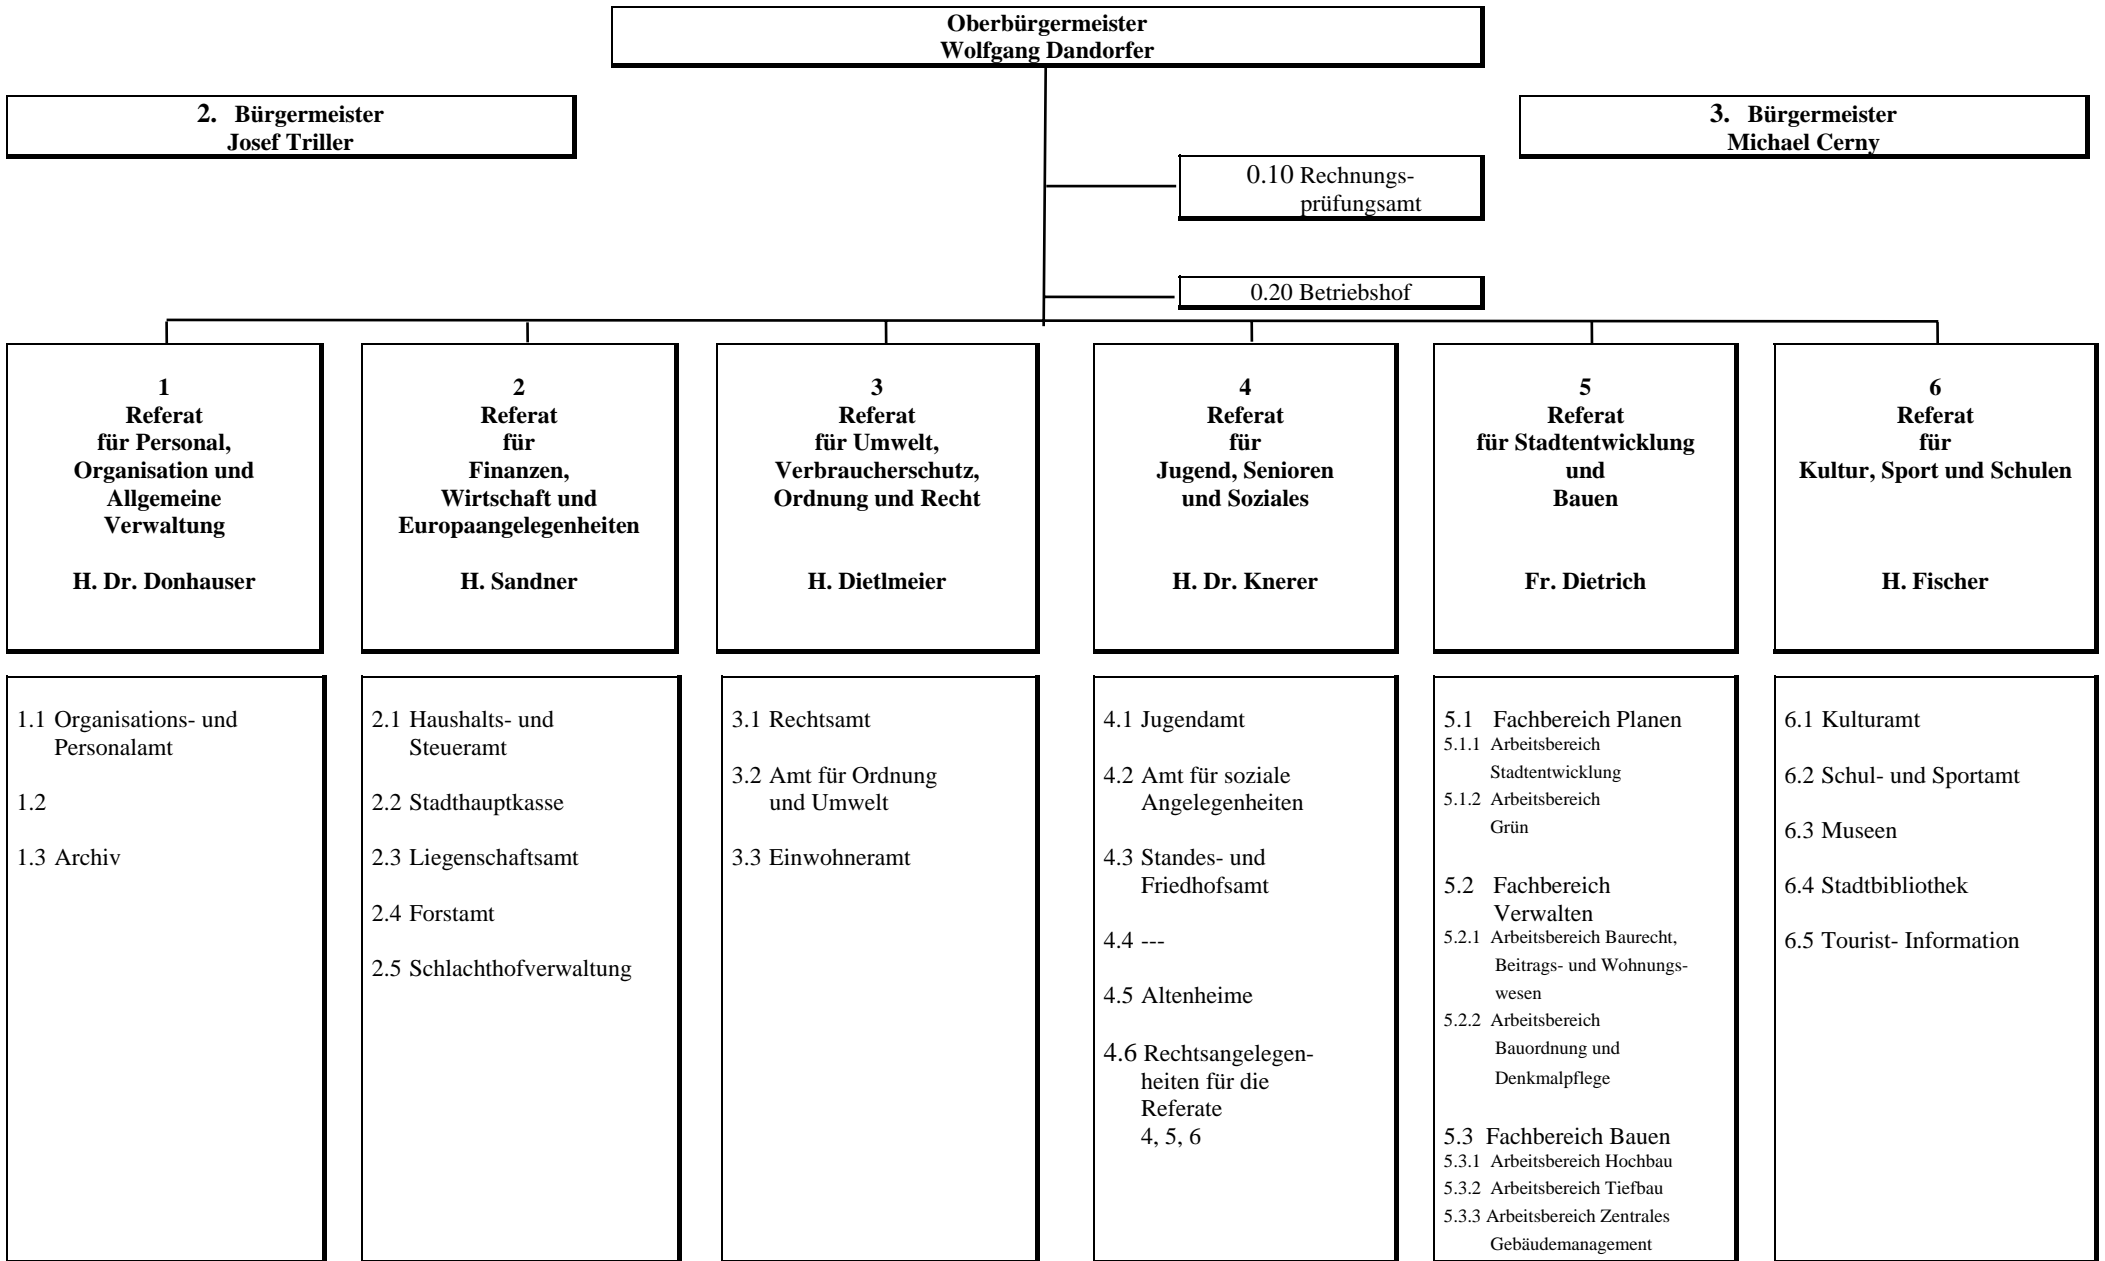 Oberbürgermeister
Wolfgang Dandorfer
2. Bürgermeister
Josef Triller
3. Bürgermeister
Michael Cerny
0.10 Rechnungs-
prüfungsamt
0.20 Betriebshof
1
Referat
für Personal,
Organisation und
Allgemeine
Verwaltung
H. Dr. Donhauser
2
Referat
für
Finanzen,
Wirtschaft und
Europaangelegenheiten
H. Sandner
3
Referat
für Umwelt,
Verbraucherschutz,
Ordnung und Recht
H. Dietlmeier
4
Referat
für
Jugend, Senioren
und Soziales
H. Dr. Knerer
5
Referat
für Stadtentwicklung
und
Bauen
Fr. Dietrich
6
Referat
für
Kultur, Sport und Schulen
H. Fischer
1.1 Organisations- und
Personalamt
1.2
1.3 Archiv
2.1 Haushalts- und
Steueramt
2.2 Stadthauptkasse
2.3 Liegenschaftsamt
2.4 Forstamt
2.5 Schlachthofverwaltung
3.1 Rechtsamt
3.2 Amt für Ordnung
und Umwelt
3.3 Einwohneramt
4.1 Jugendamt
4.2 Amt für soziale
Angelegenheiten
4.3 Standes- und
Friedhofsamt
4.4 ---
4.5 Altenheime
4.6 Rechtsangelegen-
heiten für die
Referate
4, 5, 6
5.1 Fachbereich Planen
5.1.1 Arbeitsbereich
Stadtentwicklung
5.1.2 Arbeitsbereich
Grün
5.2 Fachbereich
Verwalten
5.2.1 Arbeitsbereich Baurecht,
Beitrags- und Wohnungs-
wesen
5.2.2 Arbeitsbereich
Bauordnung und
Denkmalpflege
5.3 Fachbereich Bauen
5.3.1 Arbeitsbereich Hochbau
5.3.2 Arbeitsbereich Tiefbau
5.3.3 Arbeitsbereich Zentrales
Gebäudemanagement
6.1 Kulturamt
6.2 Schul- und Sportamt
6.3 Museen
6.4 Stadtbibliothek
6.5 Tourist- Information